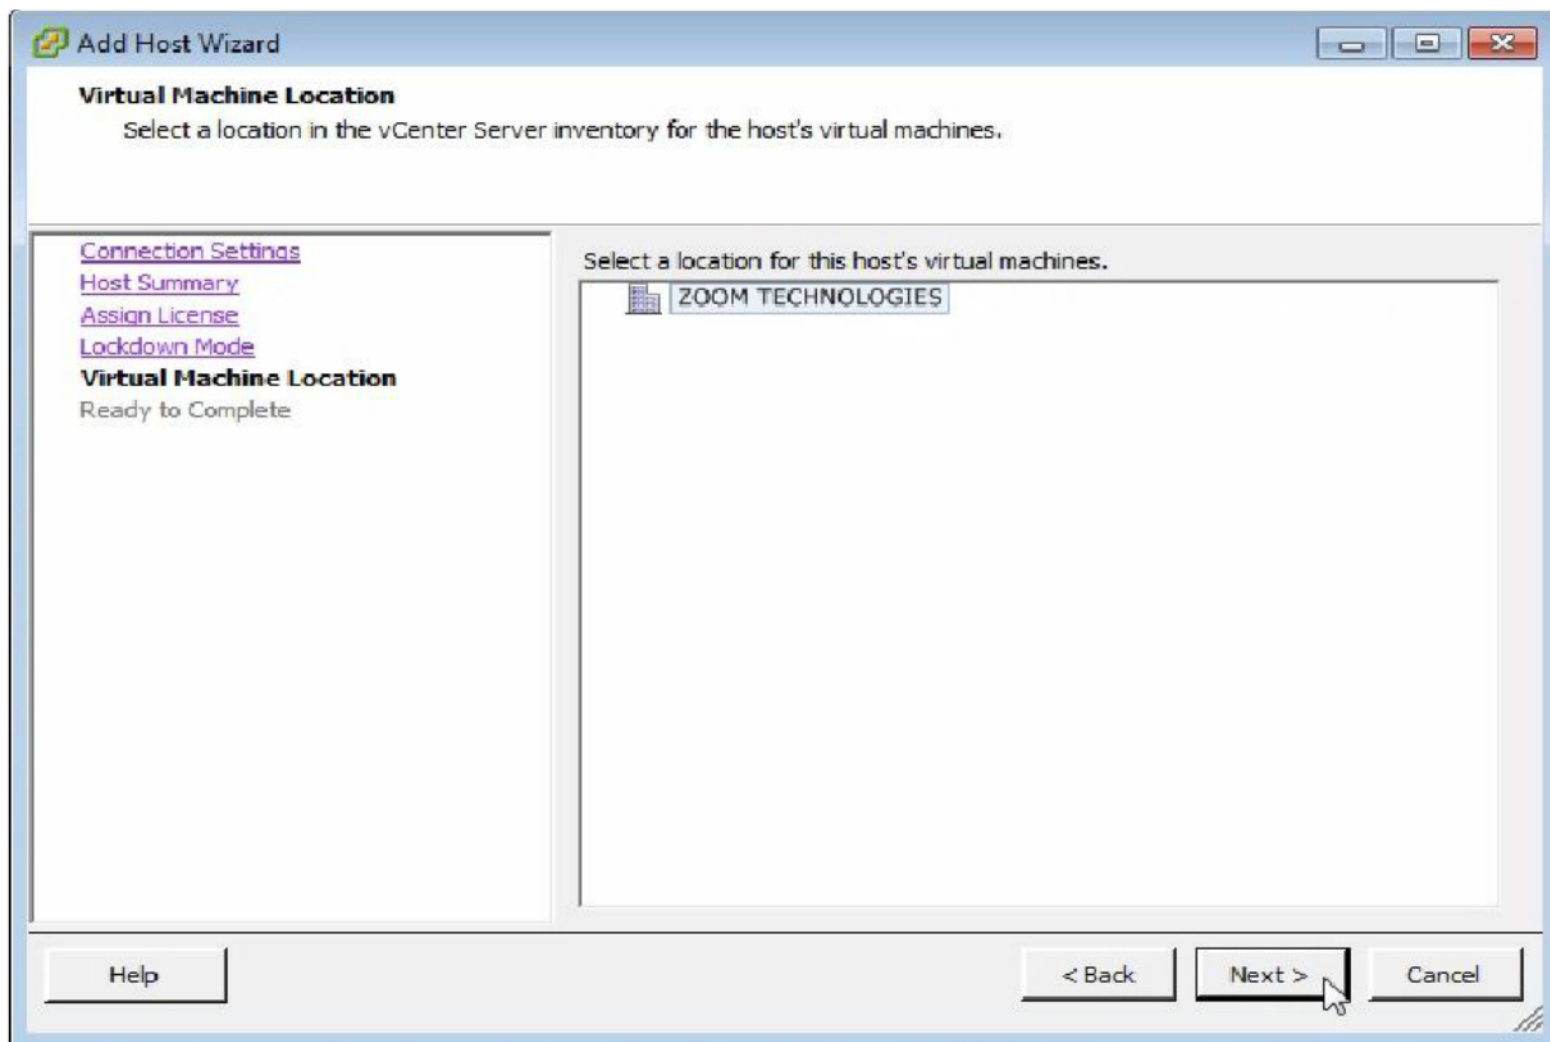 Add Host Wizard
Virtual Machine Location
Select a location in the vCenter Server inventory for the host's virtual machines.
Connection Settings
Host Summary
Assign License
Lockdown Mode
Virtual Machine Location
Ready to Complete
Select a location for this host's virtual machines.
ZOOM TECHNOLOGIES
Help
< Back
Next >
Cancel